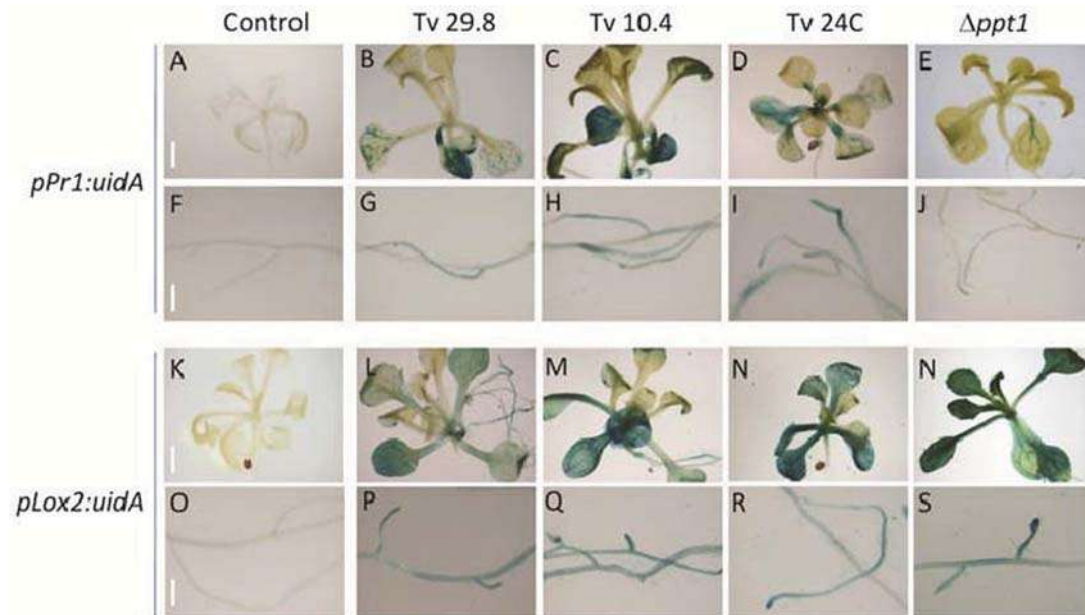 Control Tv 29.8 Tv 10.4 Tv 24C Δppt1
A B C D E
pPr1:uidA
F G H I J
K L M N N
pLox2:uidA
O P Q R S